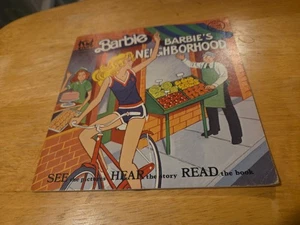 Barbie
BARBIE'S
NEIGHBORHOOD
SEE the pictures HEAR the story READ the book